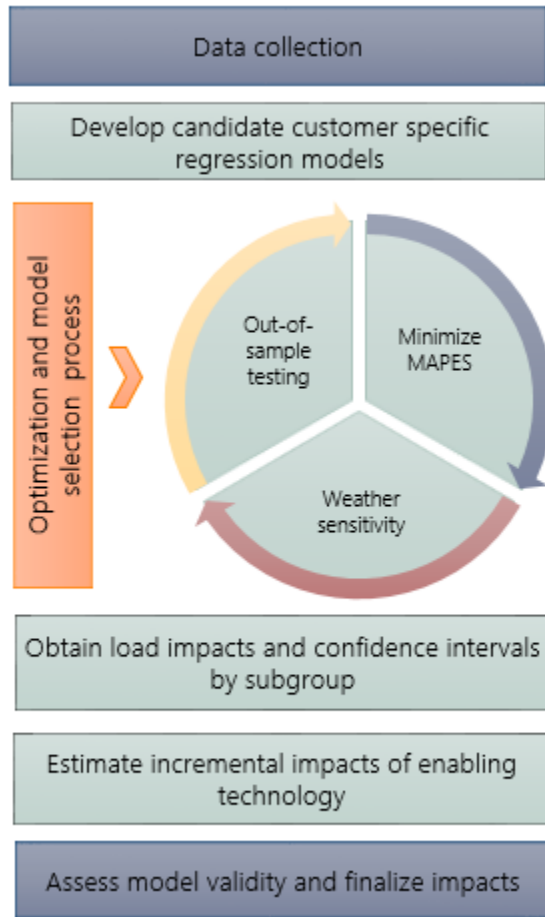 Data collection
Develop candidate customer specific
regression models
Optimization and model
selection process
Out-of-
sample
testing
Minimize
MAPES
Weather
sensitivity
Obtain load impacts and confidence intervals
by subgroup
Estimate incremental impacts of enabling
technology
Assess model validity and finalize impacts